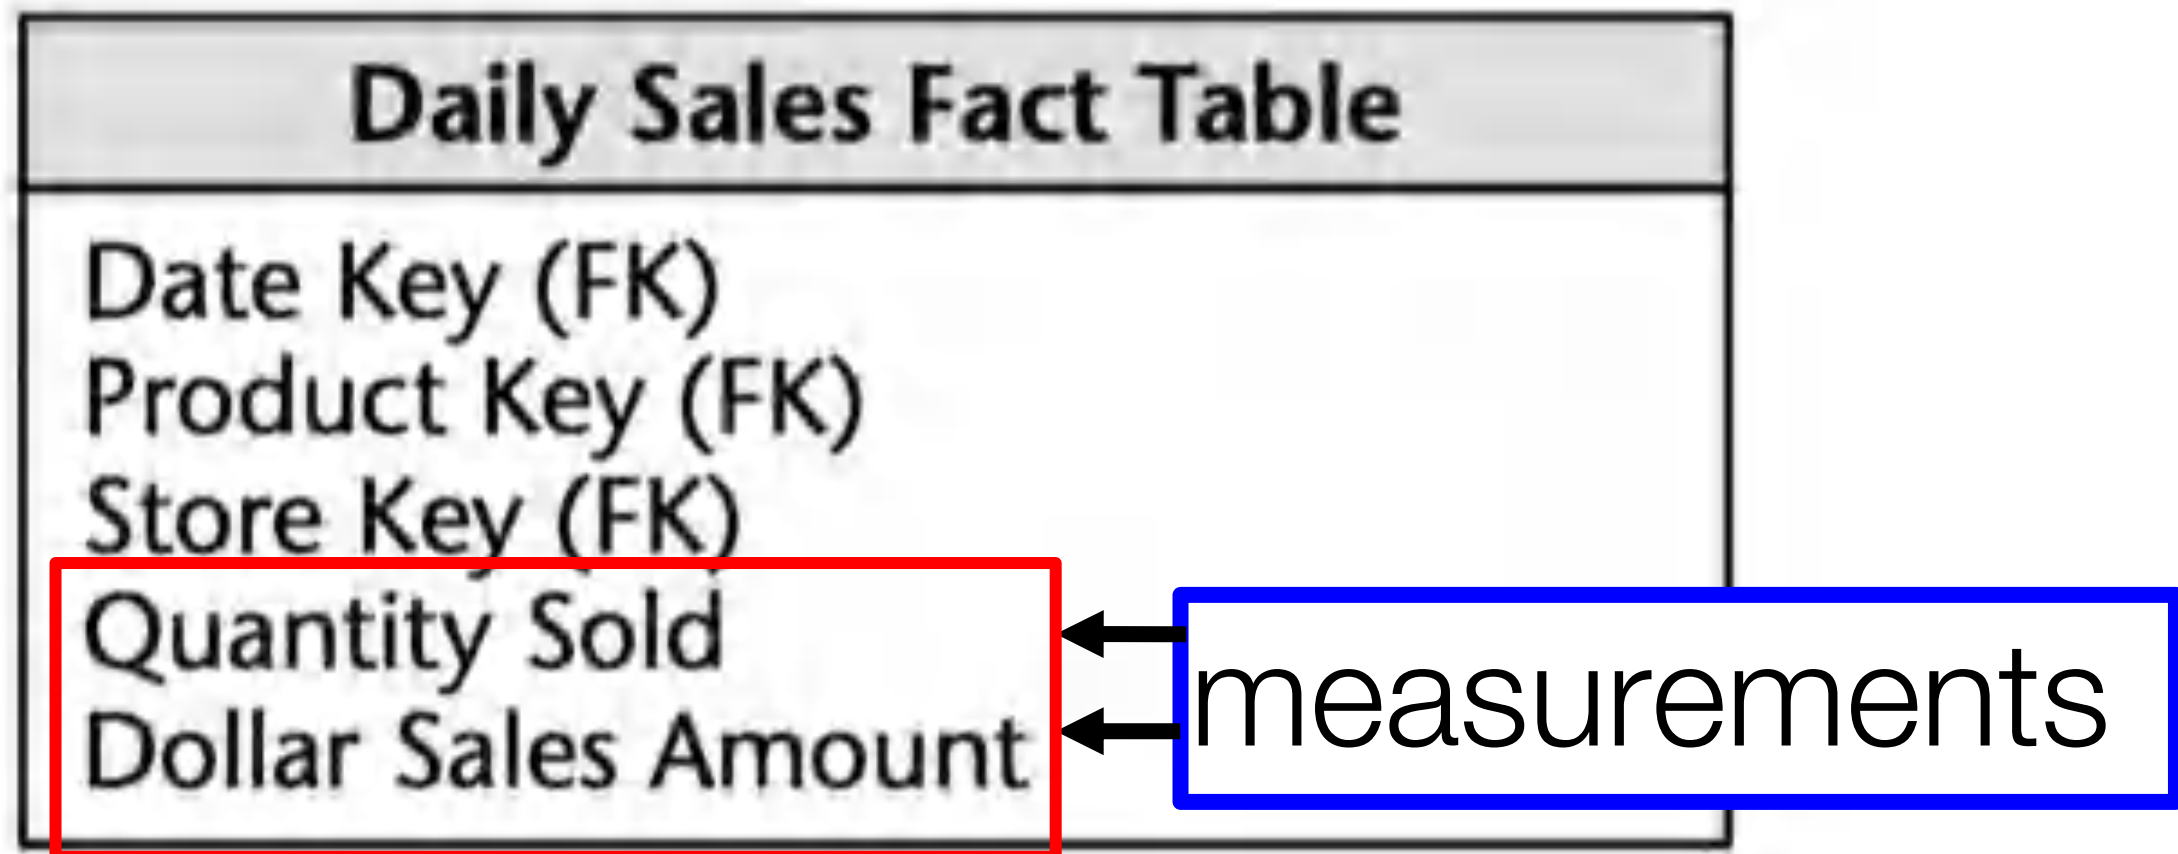 Daily Sales Fact Table
Date Key (FK)
Product Key (FK)
Store Key (FK)
Quantity Sold
Dollar Sales Amount
measurements